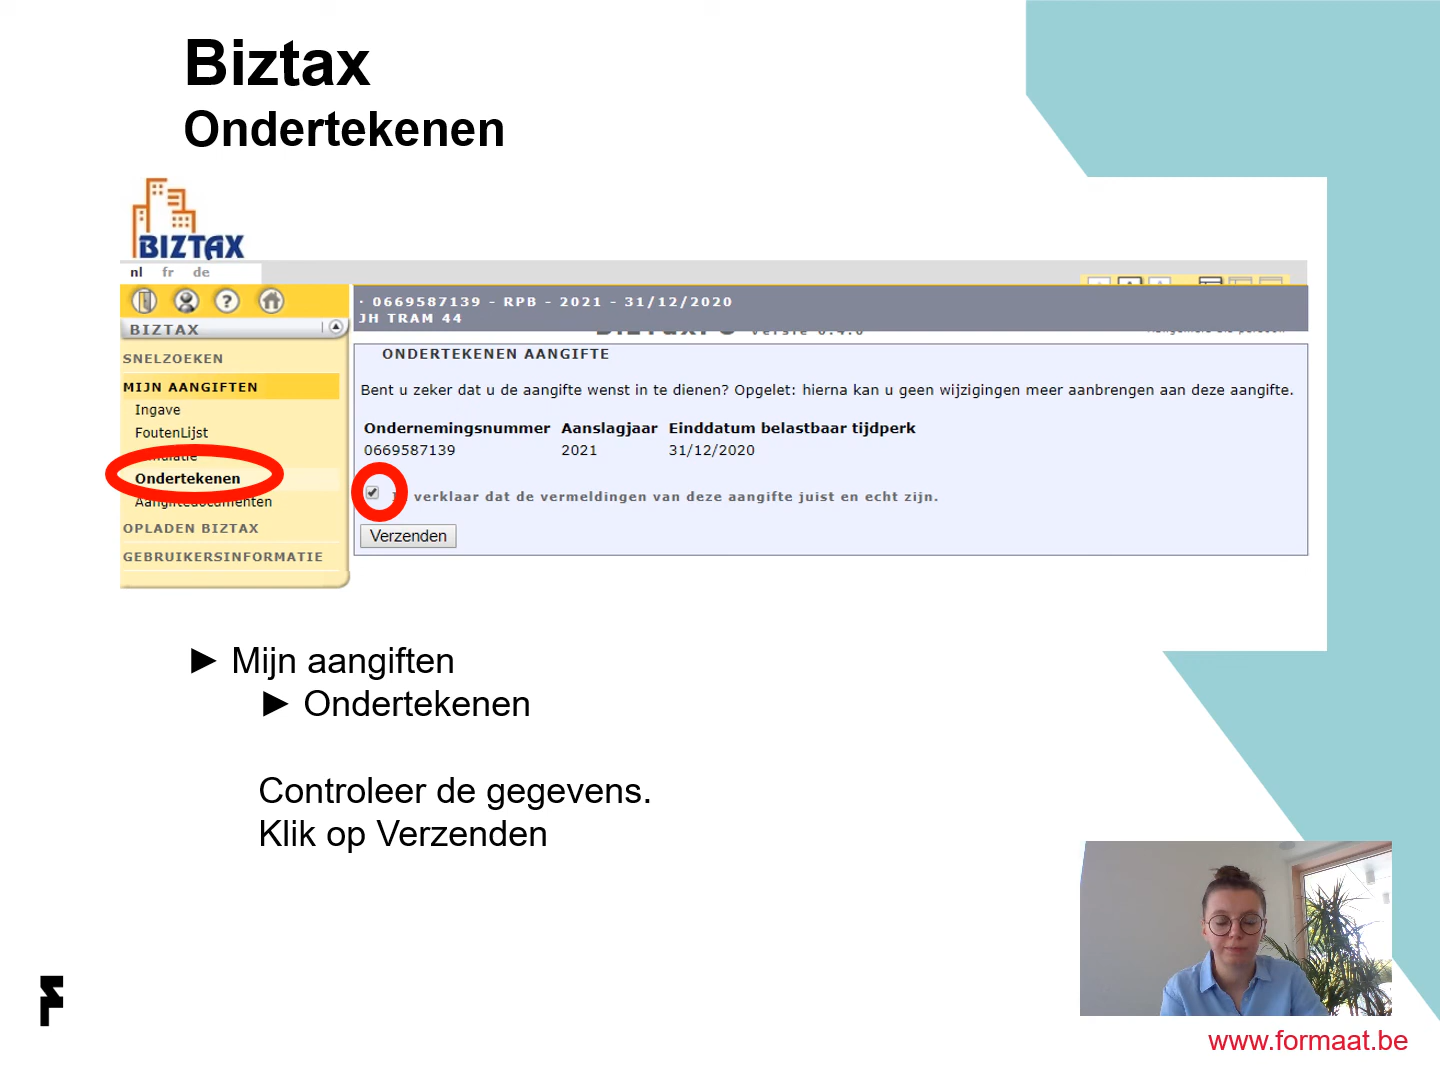 Biztax
Ondertekenen
BIZTAX
nl fr de
· 0669587139 - RPB - 2021 - 31/12/2020
JH TRAM 44
BIZTAX
SNELZOEKEN
MIJN AANGIFTEN
Ingave
FoutenLijst
Ondertekenen
Aangiftedocumenten
OPLADEN BIZTAX
GEBRUIKERSINFORMATIE
ONDERTEKENEN AANGIFTE
Bent u zeker dat u de aangifte wenst in te dienen? Opgelet: hierna kan u geen wijzigingen meer aanbrengen aan deze aangifte.
Ondernemingsnummer Aanslagjaar Einddatum belastbaar tijdperk
0669587139 2021 31/12/2020
verklaar dat de vermeldingen van deze aangifte juist en echt zijn.
Verzenden
► Mijn aangiften
► Ondertekenen
Controleer de gegevens.
Klik op Verzenden
www.formaat.be